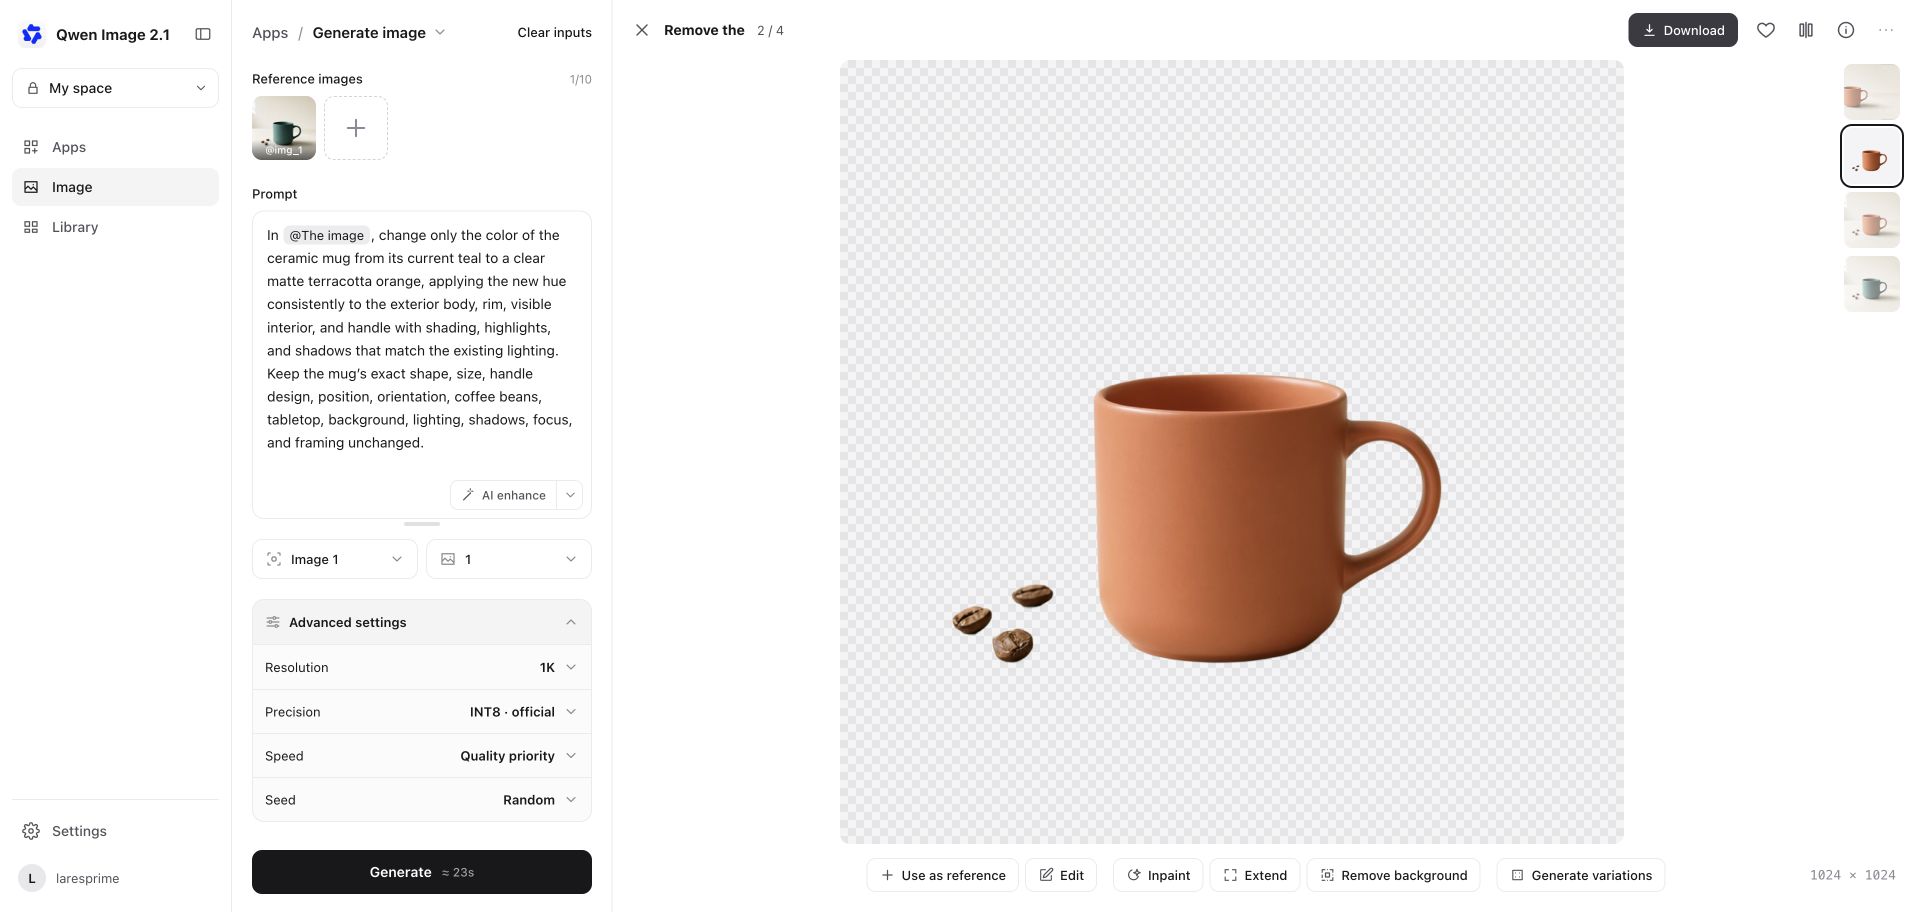 Qwen Image 2.1
My space
Apps
Image
Library
Settings
L
laresprime
Apps / Generate image
Clear inputs
Reference images
1/10
@img_1
Prompt
In @The image , change only the color of the
ceramic mug from its current teal to a clear
matte terracotta orange, applying the new hue
consistently to the exterior body, rim, visible
interior, and handle with shading, highlights,
and shadows that match the existing lighting.
Keep the mug's exact shape, size, handle
design, position, orientation, coffee beans,
tabletop, background, lighting, shadows, focus,
and framing unchanged.
AI enhance
Image 1
1
Advanced settings
Resolution 1K
Precision INT8 · official
Speed Quality priority
Seed Random
Generate ≈ 23s
Remove the 2 / 4
Download
Use as reference
Edit
Inpaint
Extend
Remove background
Generate variations
1024 × 1024